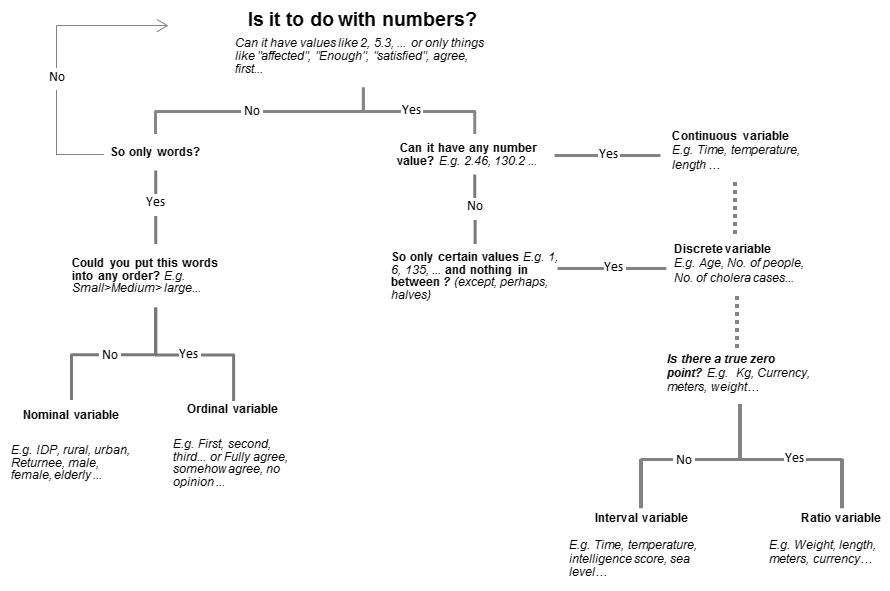 Is it to do with numbers?
Can it have values like 2, 5.3, ... or only things
like "affected", "Enough", "satisfied", agree,
first...
No
No
Yes
So only words?
Can it have any number
value? E.g. 2.46, 130.2 ...
Yes
Continuous variable
E.g. Time, temperature,
length ...
Yes
No
Could you put this words
into any order? E.g.
Small>Medium> large...
So only certain values E.g. 1,
6, 135, ... and nothing in
between ? (except, perhaps,
halves)
Yes
Discrete variable
E.g. Age, No. of people,
No. of cholera cases...
Is there a true zero
point? E.g. Kg, Currency,
meters, weight...
No
Yes
Nominal variable
E.g. IDP, rural, urban,
Returnee, male,
female, elderly...
Ordinal variable
E.g. First, second,
third... or Fully agree,
somehow agree, no
opinion ...
No
Yes
Interval variable
E.g. Time, temperature,
intelligence score, sea
level...
Ratio variable
E.g. Weight, length,
meters, currency...